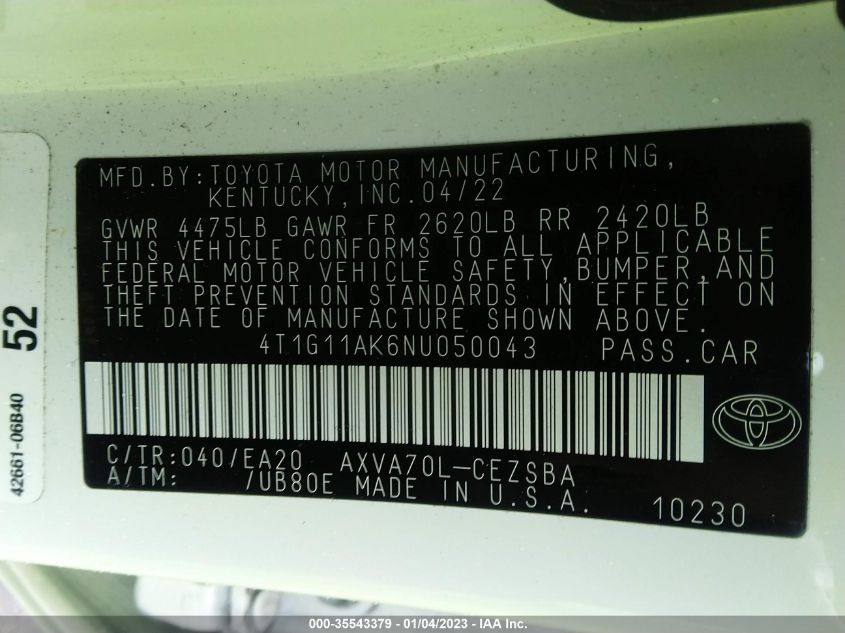 MFD.BY:TOYOTA MOTOR MANUFACTURING,
KENTUCKY,INC.04/22
GVWR 4475LB GAWR FR 2620LB RR 2420LB
THIS VEHICLE CONFORMS TO ALL APPLICABLE
FEDERAL MOTOR VEHICLE SAFETY,BUMPER,AND
THEFT PREVENTION STANDARDS IN EFFECT ON
THE DATE OF MANUFACTURE SHOWN ABOVE.
4T1G11AK6NU050043 PASS.CAR
C/TR:040/EA20 AXVA70L-CEZSBA
A/TM: /UB80E MADE IN U.S.A.
10230
52
42661-06B40
000-35543379 - 01/04/2023 - IAA Inc.